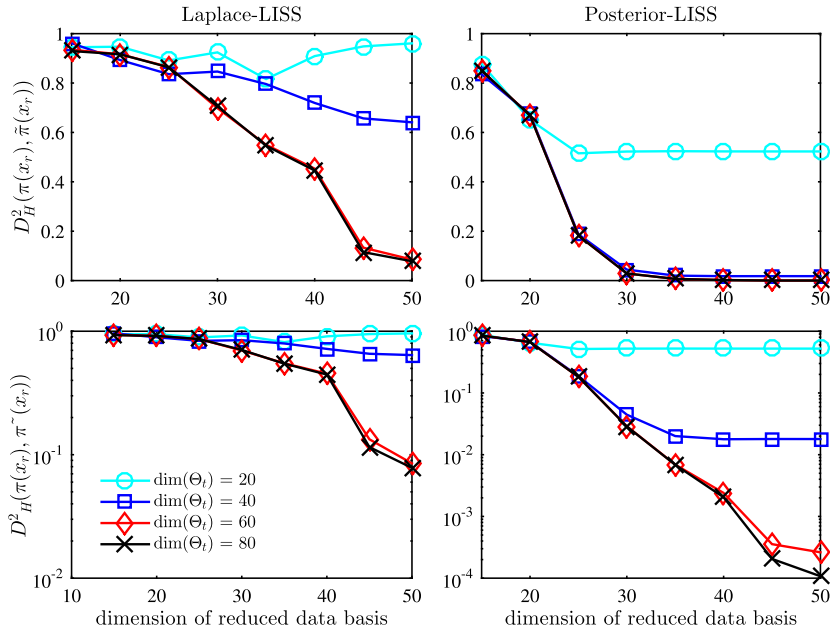 Laplace-LISS
Posterior-LISS
D²_H(π(x_r), π̃(x_r))
1
0.8
0.6
0.4
0.2
0
20 30 40 50
1
0.8
0.6
0.4
0.2
0
20 30 40 50
D²_H(π(x_r), π~(x_r))
10⁰
10⁻¹
10⁻²
dim(Θ_t) = 20
dim(Θ_t) = 40
dim(Θ_t) = 60
dim(Θ_t) = 80
10 20 30 40 50
dimension of reduced data basis
10⁰
10⁻¹
10⁻²
10⁻³
10⁻⁴
20 30 40 50
dimension of reduced data basis